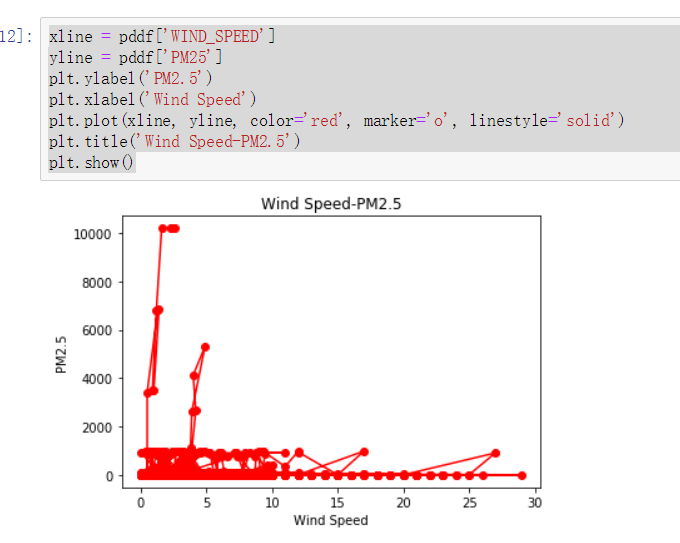 12]:
xline = pddf['WIND_SPEED']
yline = pddf['PM25']
plt.ylabel('PM2.5')
plt.xlabel('Wind Speed')
plt.plot(xline, yline, color='red', marker='o', linestyle='solid')
plt.title('Wind Speed-PM2.5')
plt.show()
Wind Speed-PM2.5
10000
8000
6000
4000
2000
0
PM2.5
0 5 10 15 20 25 30
Wind Speed